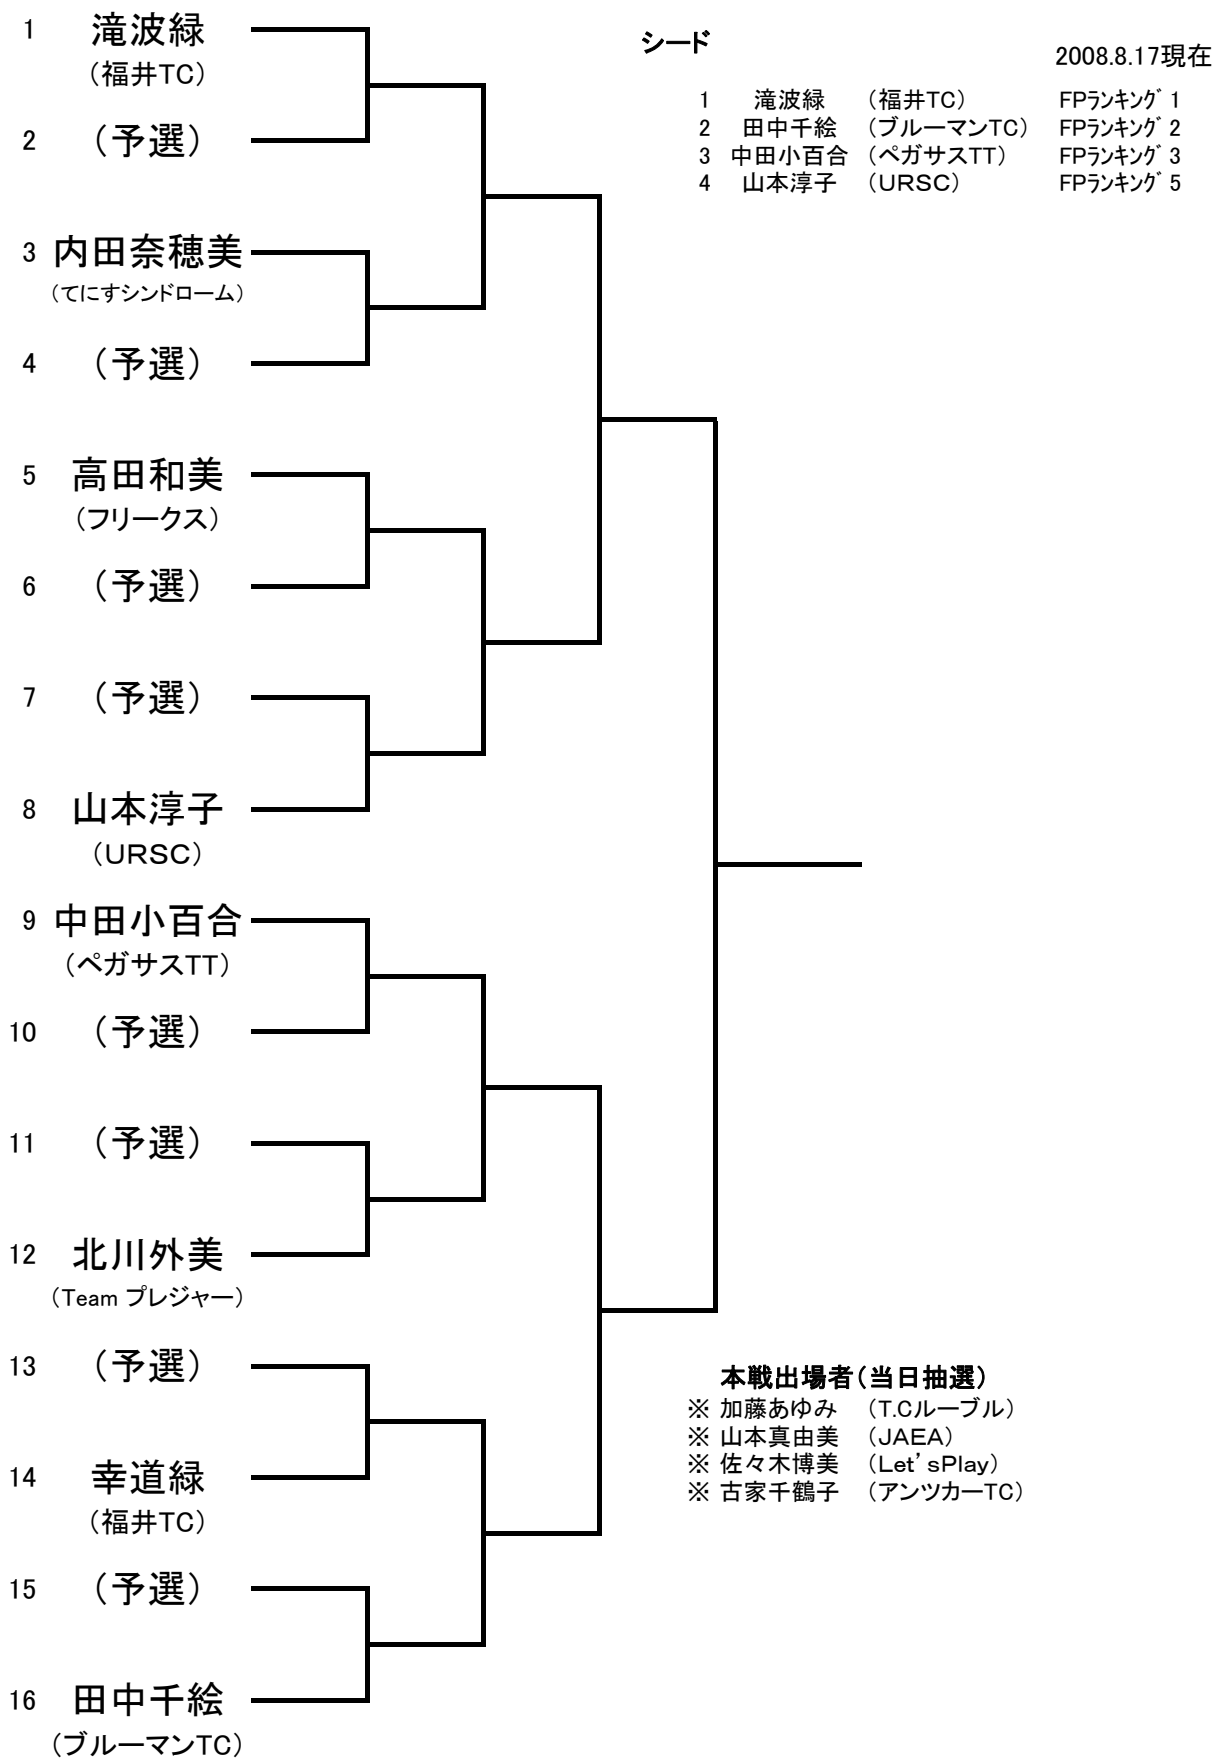 1 滝波緑
（福井TC）
2 （予選）
3 内田奈穂美
（てにすシンドローム）
4 （予選）
5 高田和美
（フリークス）
6 （予選）
7 （予選）
8 山本淳子
（URSC）
9 中田小百合
（ペガサスTT）
10 （予選）
11 （予選）
12 北川外美
（Team プレジャー）
13 （予選）
14 幸道緑
（福井TC）
15 （予選）
16 田中千絵
（ブルーマンTC）
シード
2008.8.17現在
1 滝波緑 （福井TC） FPﾗﾝｷﾝｸﾞ 1
2 田中千絵 （ブルーマンTC） FPﾗﾝｷﾝｸﾞ 2
3 中田小百合 （ペガサスTT） FPﾗﾝｷﾝｸﾞ 3
4 山本淳子 （URSC） FPﾗﾝｷﾝｸﾞ 5
本戦出場者（当日抽選）
※ 加藤あゆみ （T.Cルーブル）
※ 山本真由美 （JAEA）
※ 佐々木博美 （Let’sPlay）
※ 古家千鶴子 （アンツカーTC）